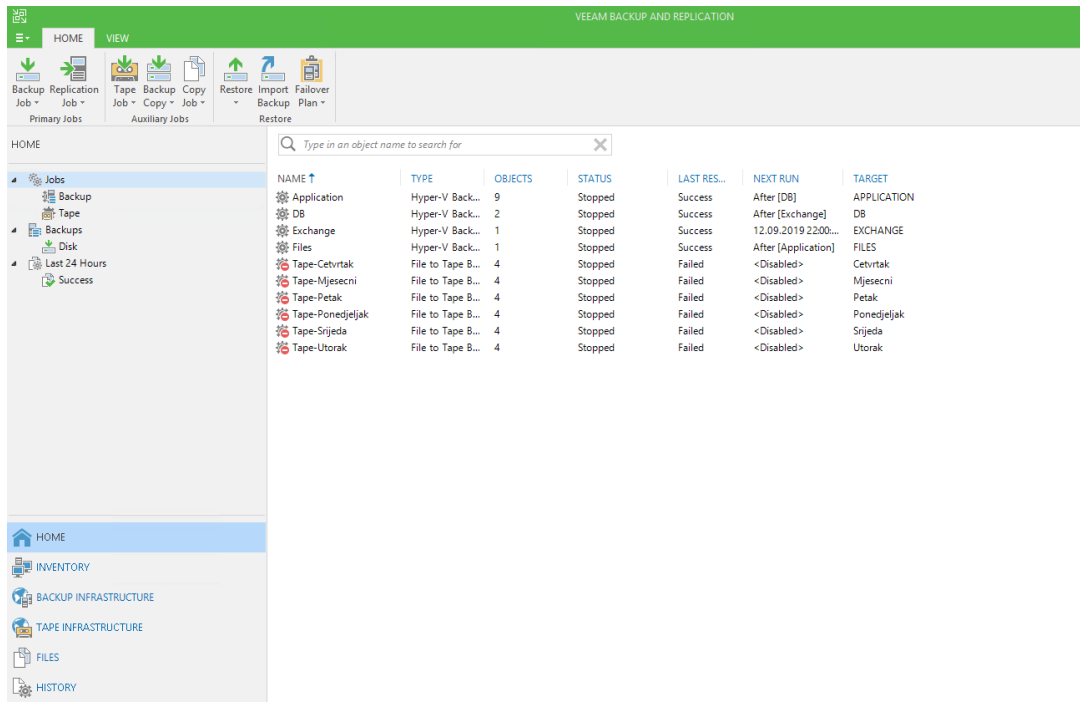 VEEAM BACKUP AND REPLICATION
HOME VIEW
Backup Job Replication Job Tape Job Backup Copy Copy Job Restore Import Backup Failover Plan
Primary Jobs Auxiliary Jobs Restore
HOME
Type in an object name to search for
Jobs
Backup
Tape
Backups
Disk
Last 24 Hours
Success
NAME TYPE OBJECTS STATUS LAST RES... NEXT RUN TARGET
Application Hyper-V Back... 9 Stopped Success After [DB] APPLICATION
DB Hyper-V Back... 2 Stopped Success After [Exchange] DB
Exchange Hyper-V Back... 1 Stopped Success 12.09.2019 22:00:... EXCHANGE
Files Hyper-V Back... 1 Stopped Success After [Application] FILES
Tape-Cetvrtak File to Tape B... 4 Stopped Failed <Disabled> Cetvrtak
Tape-Mjesecni File to Tape B... 4 Stopped Failed <Disabled> Mjesecni
Tape-Petak File to Tape B... 4 Stopped Failed <Disabled> Petak
Tape-Ponedjeljak File to Tape B... 4 Stopped Failed <Disabled> Ponedjeljak
Tape-Srijeda File to Tape B... 4 Stopped Failed <Disabled> Srijeda
Tape-Utorak File to Tape B... 4 Stopped Failed <Disabled> Utorak
HOME
INVENTORY
BACKUP INFRASTRUCTURE
TAPE INFRASTRUCTURE
FILES
HISTORY